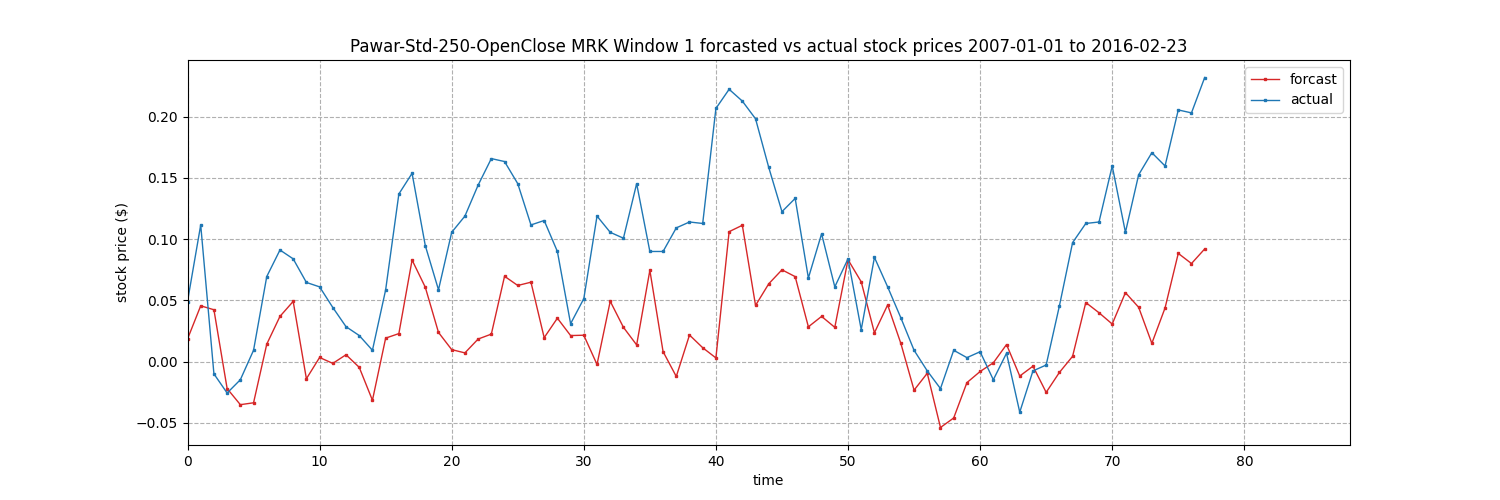 Pawar-Std-250-OpenClose MRK Window 1 forcasted vs actual stock prices 2007-01-01 to 2016-02-23
forcast
actual
0.20
0.15
0.10
0.05
0.00
−0.05
stock price ($)
0 10 20 30 40 50 60 70 80
time